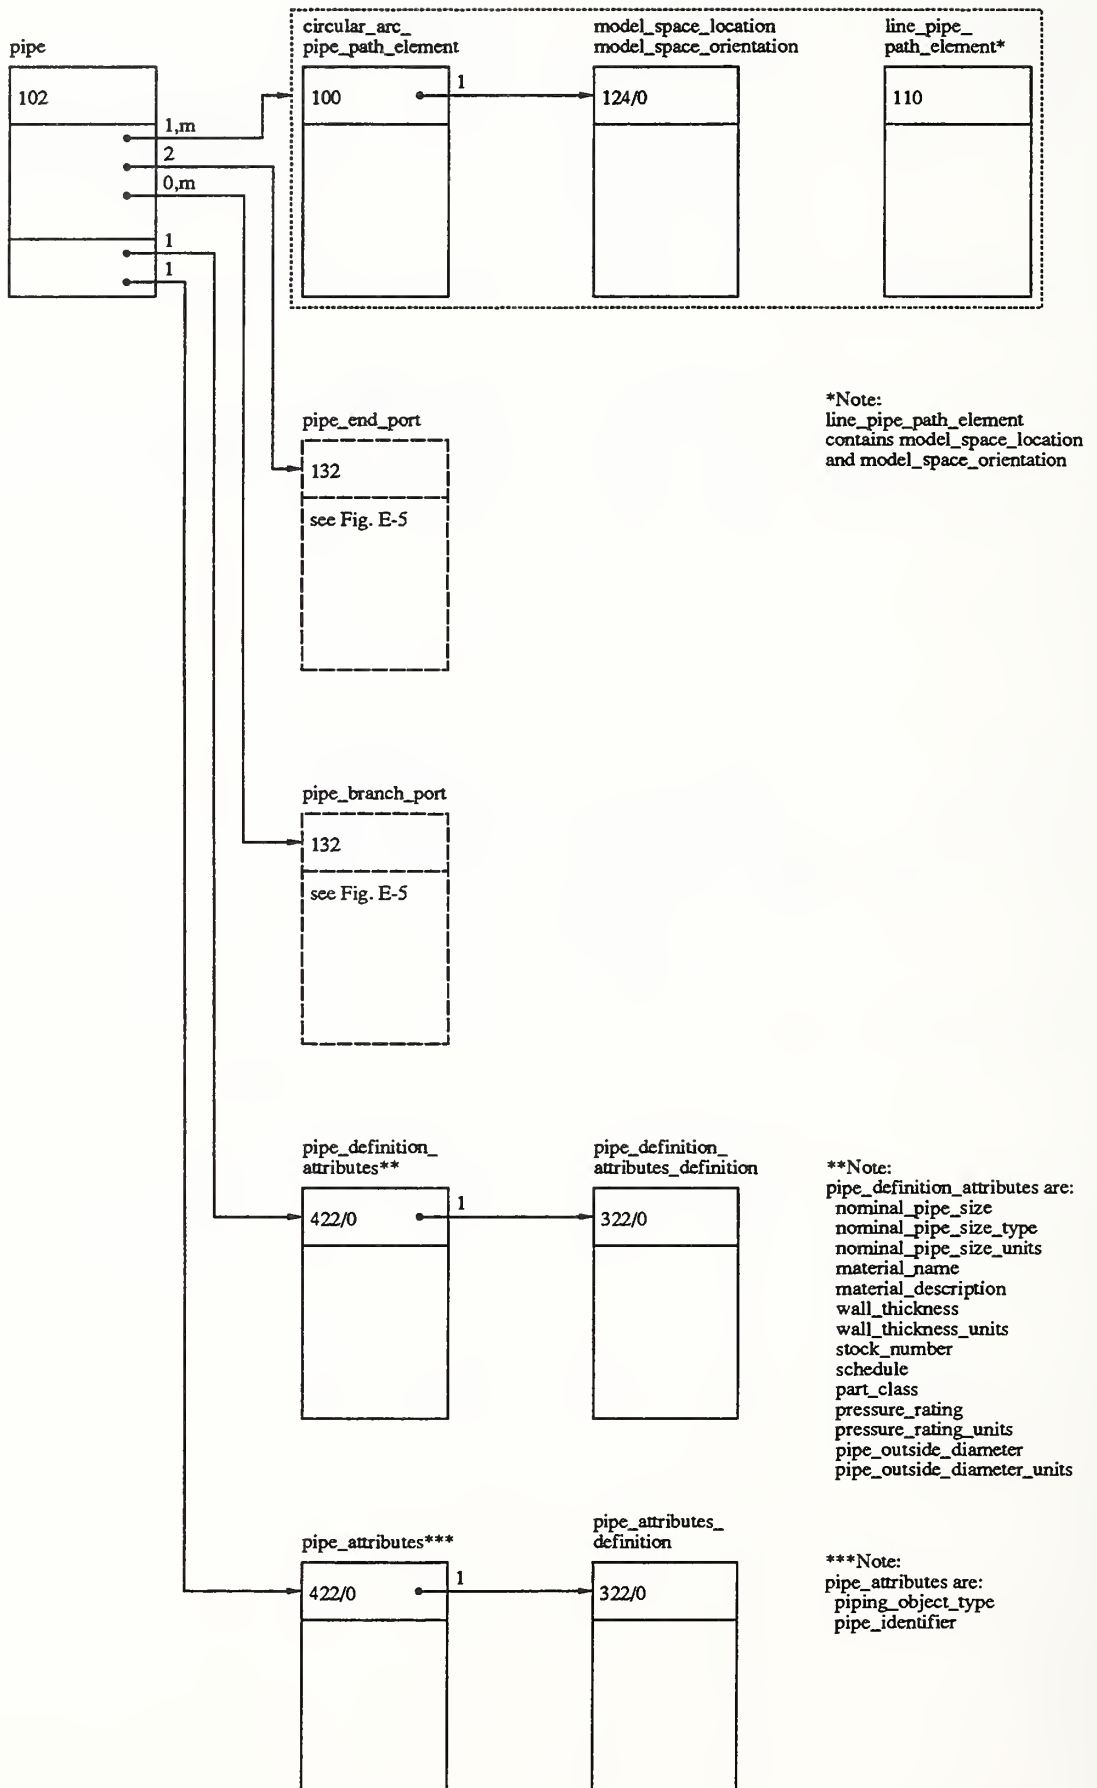 pipe
102
1,m
2
0,m
1
1
circular_arc_
pipe_path_element
100
1
model_space_location
model_space_orientation
124/0
line_pipe_
path_element*
110
*Note:
line_pipe_path_element
contains model_space_location
and model_space_orientation
pipe_end_port
132
see Fig. E-5
pipe_branch_port
132
see Fig. E-5
pipe_definition_
attributes**
422/0
1
pipe_definition_
attributes_definition
322/0
**Note:
pipe_definition_attributes are:
nominal_pipe_size
nominal_pipe_size_type
nominal_pipe_size_units
material_name
material_description
wall_thickness
wall_thickness_units
stock_number
schedule
part_class
pressure_rating
pressure_rating_units
pipe_outside_diameter
pipe_outside_diameter_units
pipe_attributes***
422/0
1
pipe_attributes_
definition
322/0
***Note:
pipe_attributes are:
piping_object_type
pipe_identifier